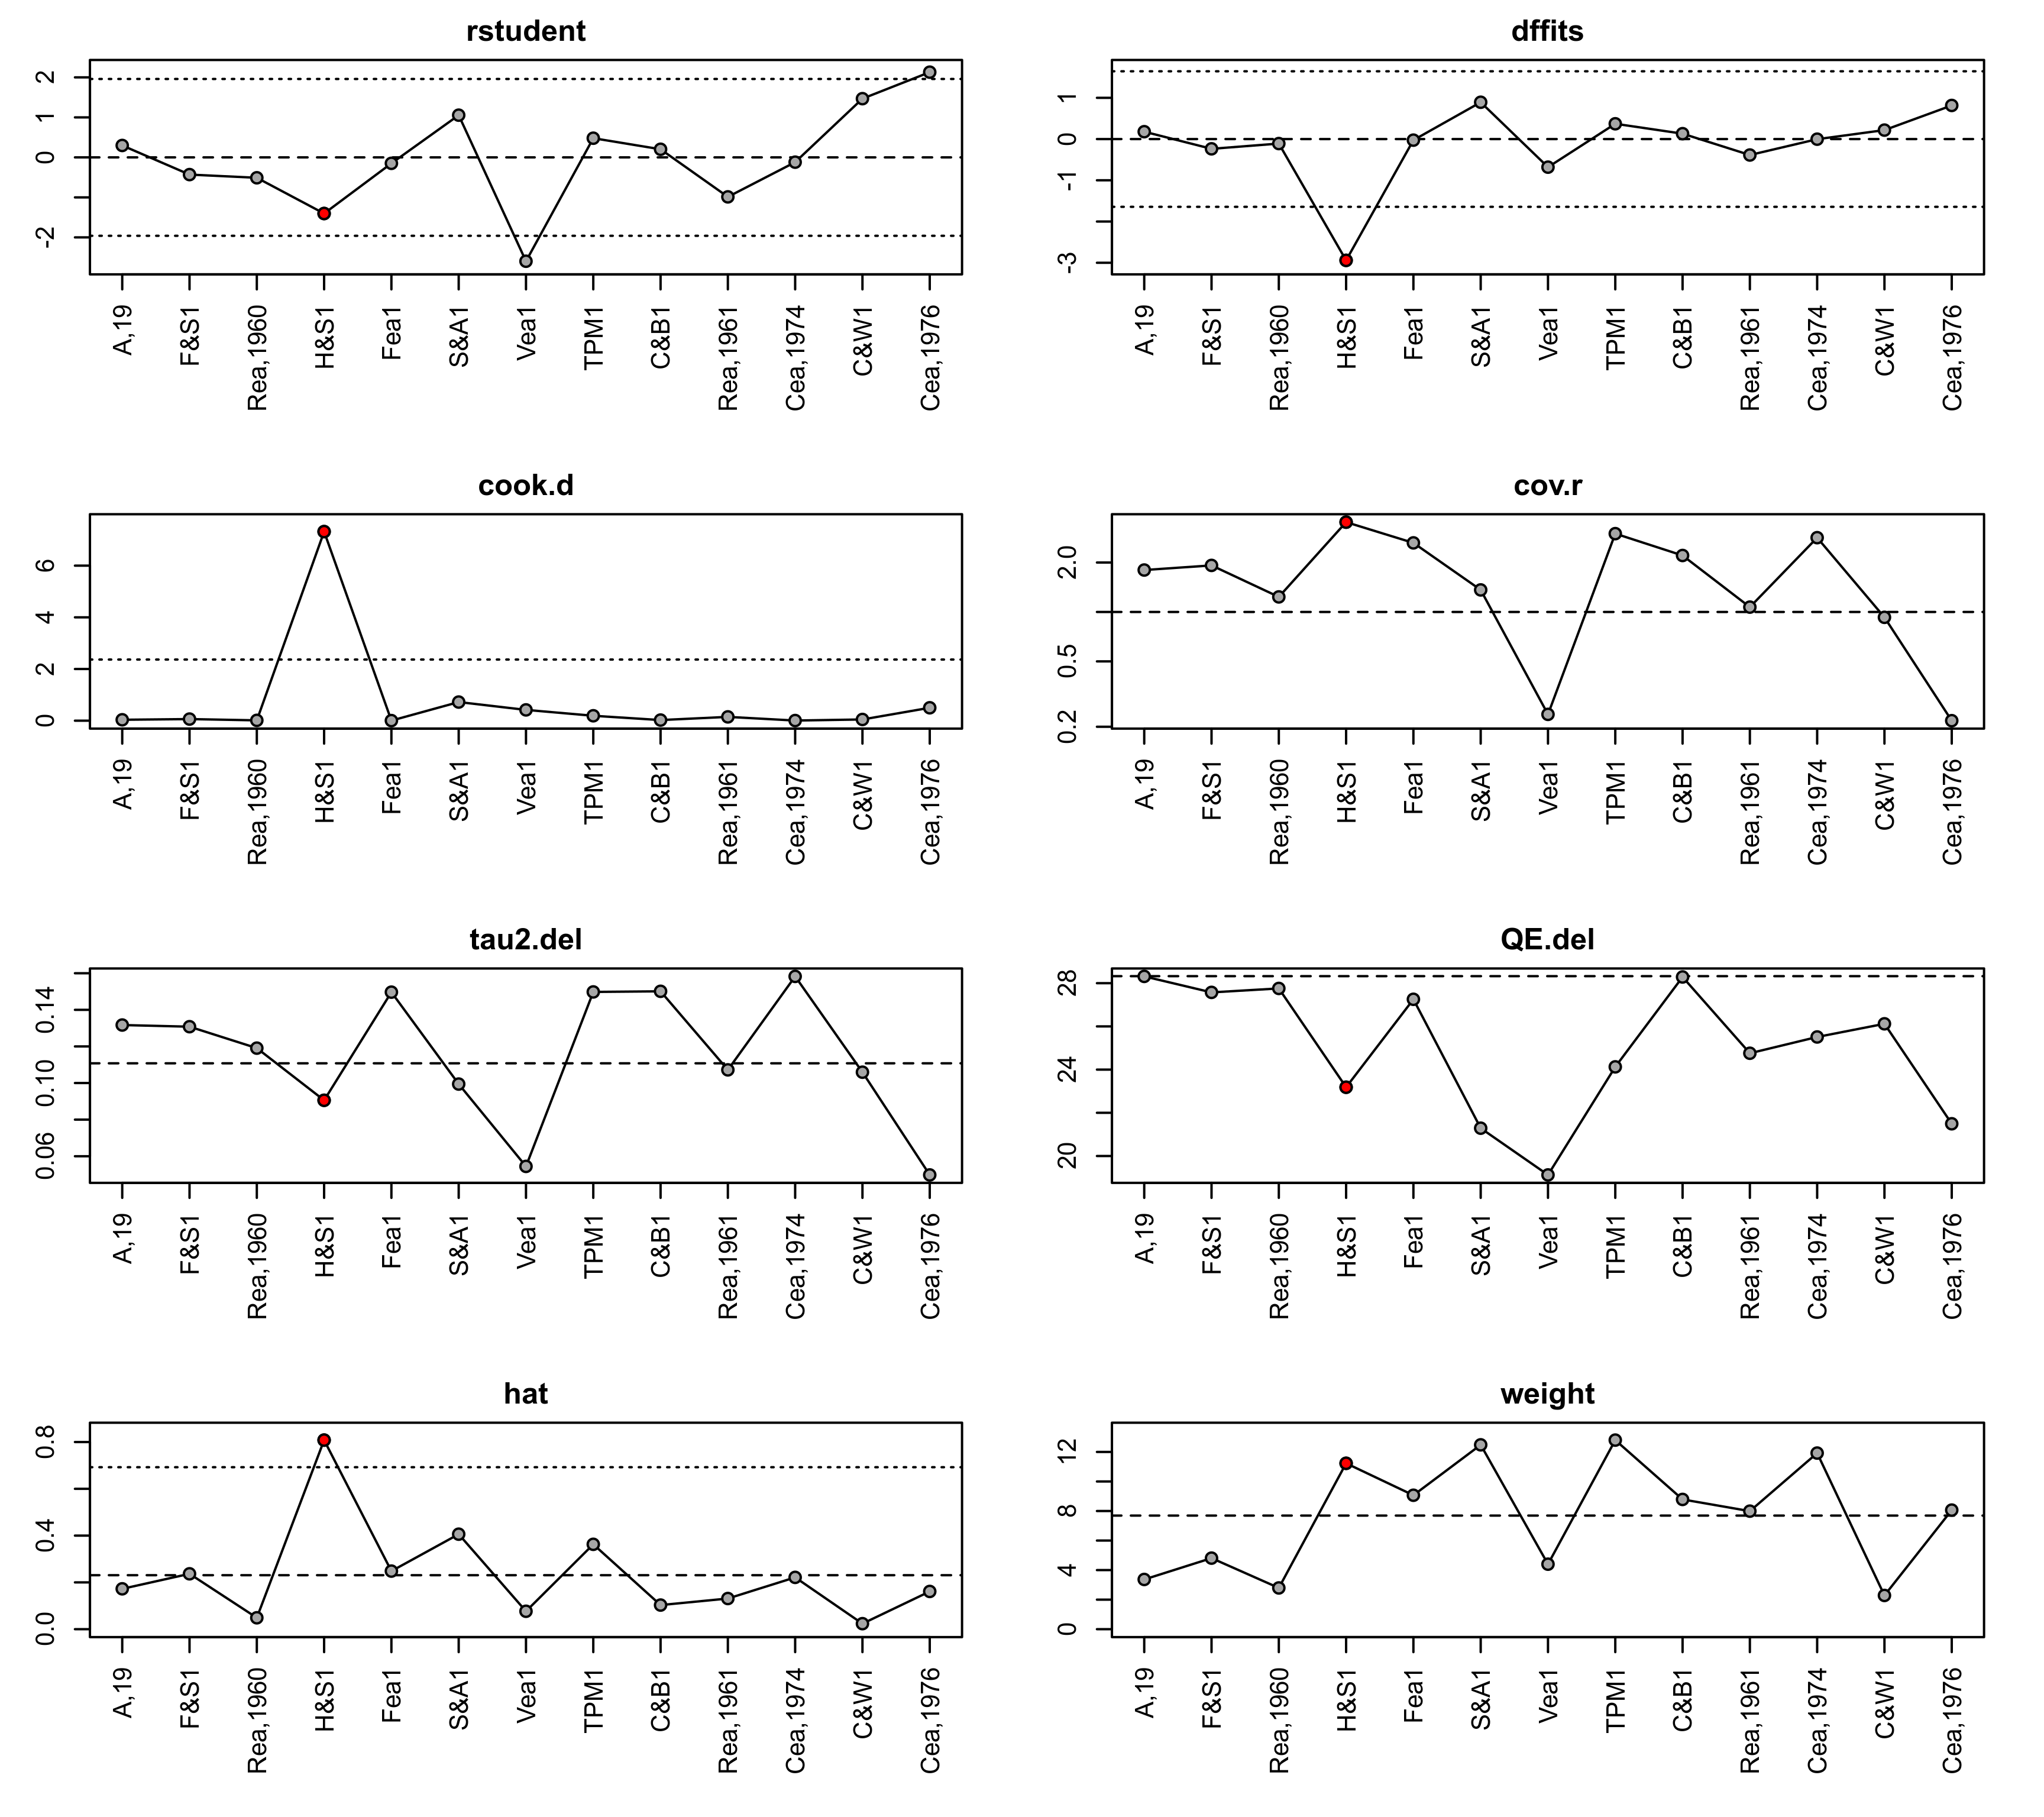 rstudent
2
1
0
-2
A,19
F&S1
Rea,1960
H&S1
Fea1
S&A1
Vea1
TPM1
C&B1
Rea,1961
Cea,1974
C&W1
Cea,1976
dffits
1
0
-1
-3
A,19
F&S1
Rea,1960
H&S1
Fea1
S&A1
Vea1
TPM1
C&B1
Rea,1961
Cea,1974
C&W1
Cea,1976
cook.d
6
4
2
0
A,19
F&S1
Rea,1960
H&S1
Fea1
S&A1
Vea1
TPM1
C&B1
Rea,1961
Cea,1974
C&W1
Cea,1976
cov.r
2.0
0.5
0.2
A,19
F&S1
Rea,1960
H&S1
Fea1
S&A1
Vea1
TPM1
C&B1
Rea,1961
Cea,1974
C&W1
Cea,1976
tau2.del
0.14
0.10
0.06
A,19
F&S1
Rea,1960
H&S1
Fea1
S&A1
Vea1
TPM1
C&B1
Rea,1961
Cea,1974
C&W1
Cea,1976
QE.del
28
24
20
A,19
F&S1
Rea,1960
H&S1
Fea1
S&A1
Vea1
TPM1
C&B1
Rea,1961
Cea,1974
C&W1
Cea,1976
hat
0.8
0.4
0.0
A,19
F&S1
Rea,1960
H&S1
Fea1
S&A1
Vea1
TPM1
C&B1
Rea,1961
Cea,1974
C&W1
Cea,1976
weight
12
8
4
0
A,19
F&S1
Rea,1960
H&S1
Fea1
S&A1
Vea1
TPM1
C&B1
Rea,1961
Cea,1974
C&W1
Cea,1976